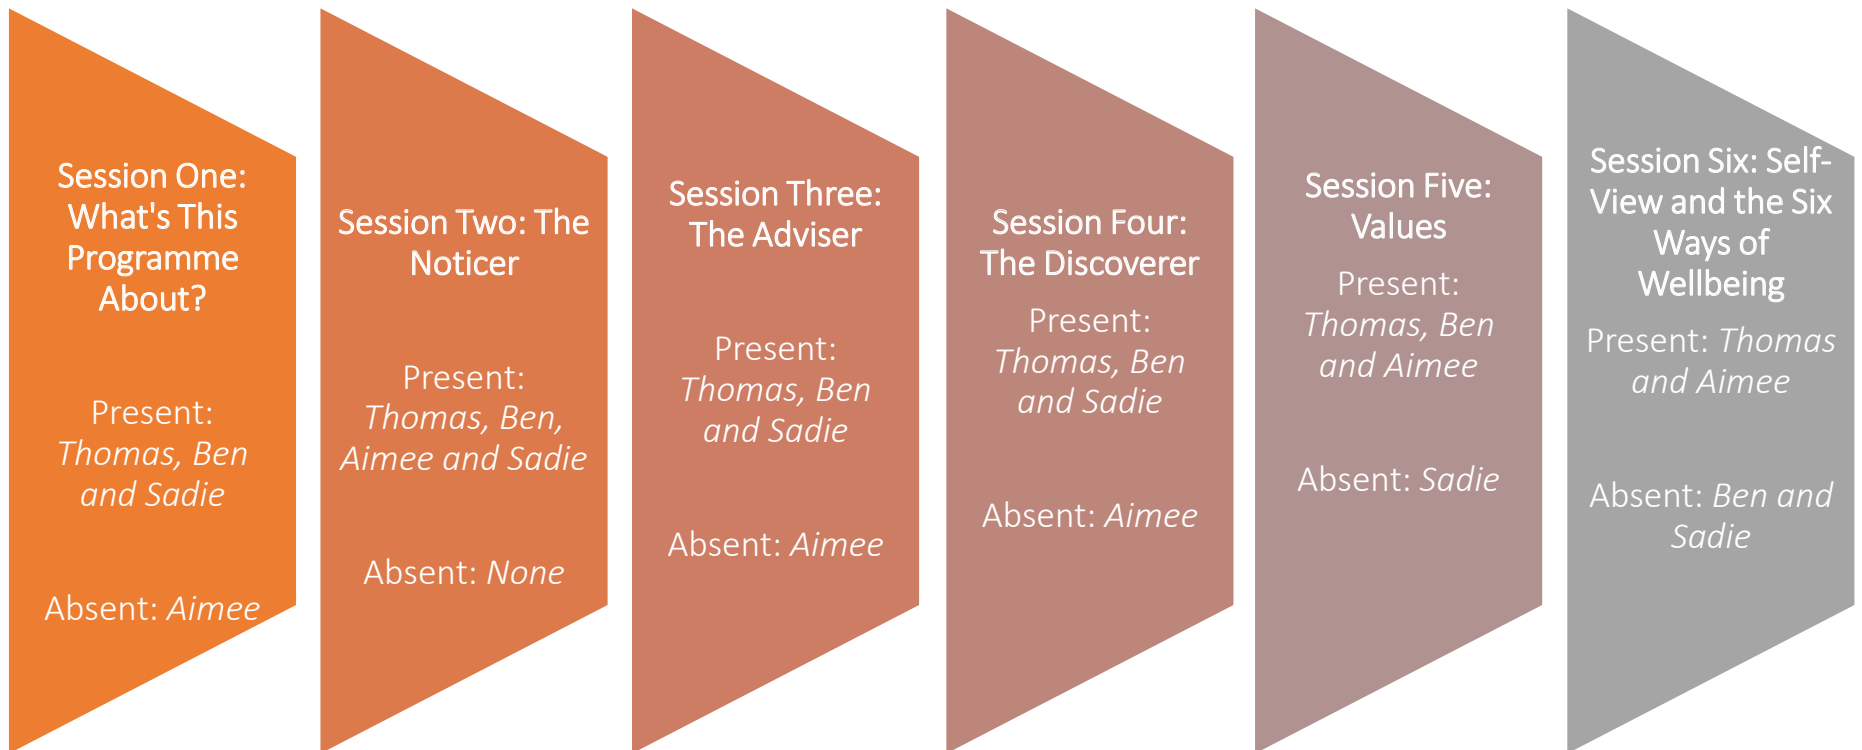 Session One:
What's This
Programme
About?
Present:
Thomas, Ben
and Sadie
Absent: Aimee
Session Two: The
Noticer
Present:
Thomas, Ben,
Aimee and Sadie
Absent: None
Session Three:
The Adviser
Present:
Thomas, Ben
and Sadie
Absent: Aimee
Session Four:
The Discoverer
Present:
Thomas, Ben
and Sadie
Absent: Aimee
Session Five:
Values
Present:
Thomas, Ben
and Aimee
Absent: Sadie
Session Six: Self-
View and the Six
Ways of
Wellbeing
Present: Thomas
and Aimee
Absent: Ben and
Sadie